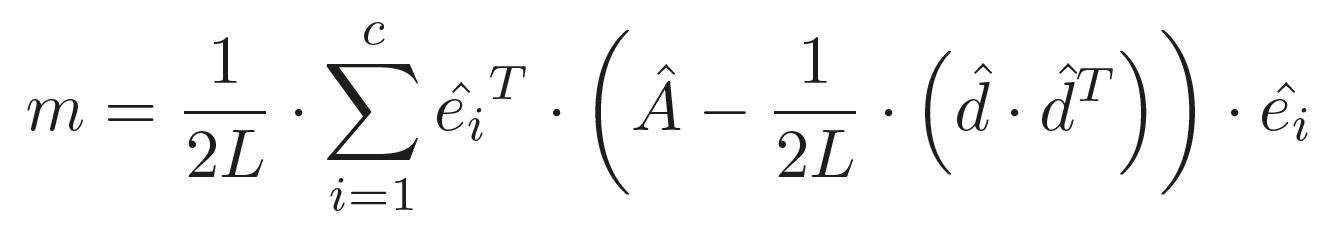 m = \frac{1}{2L} \cdot \sum_{i=1}^{c} \hat{e_i}^T \cdot \left( \hat{A} - \frac{1}{2L} \cdot \left( \hat{d} \cdot \hat{d}^T \right) \right) \cdot \hat{e_i}